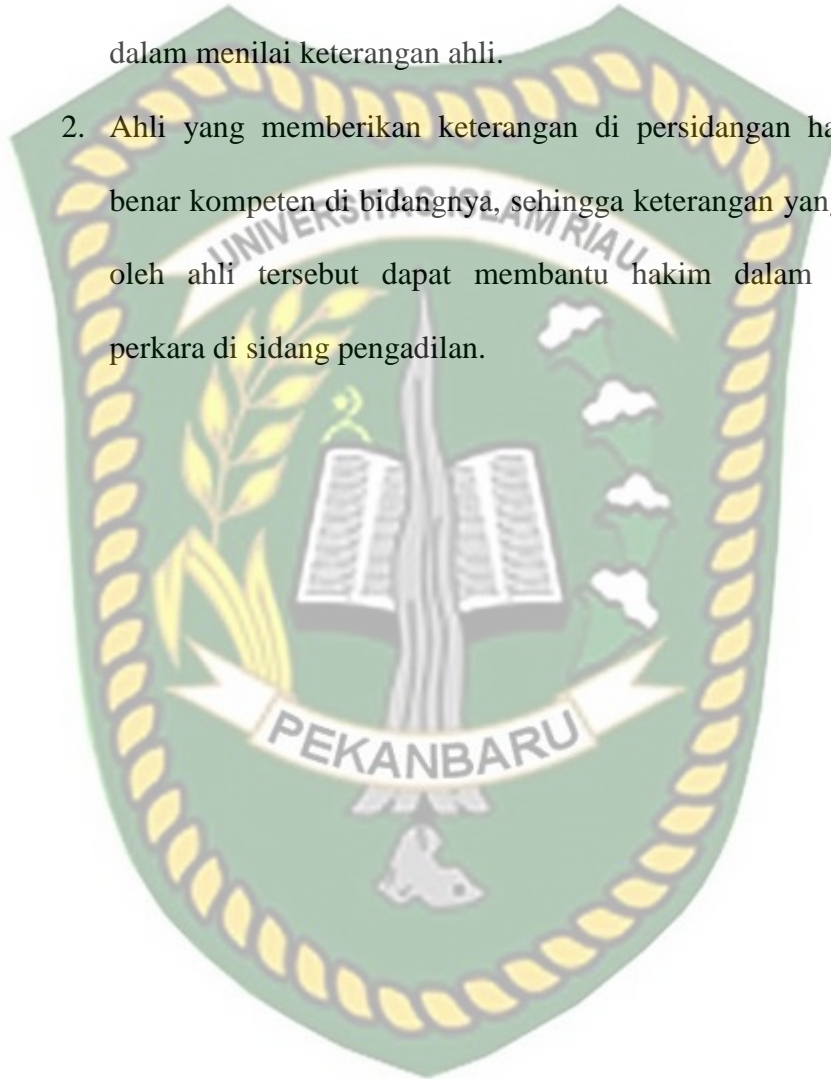 dalam menilai keterangan ahli.
2. Ahli yang memberikan keterangan di persidangan ha
benar kompeten di bidangnya, sehingga keterangan yang
oleh ahli tersebut dapat membantu hakim dalam
perkara di sidang pengadilan.
UNIVERSITAS ISLAM RIAU
PEKANBARU